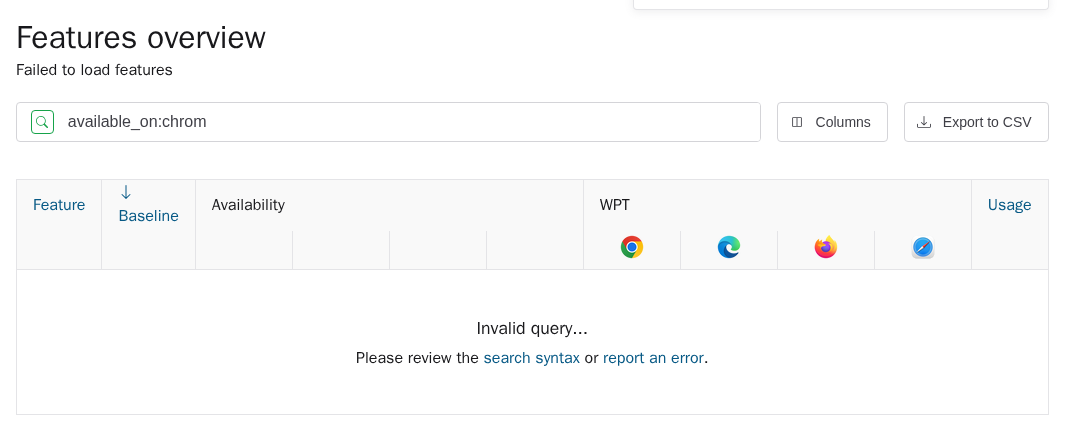 Features overview
Failed to load features
available_on:chrom
Columns
Export to CSV
Feature
Baseline
Availability
WPT
Usage
Invalid query...
Please review the search syntax or report an error.